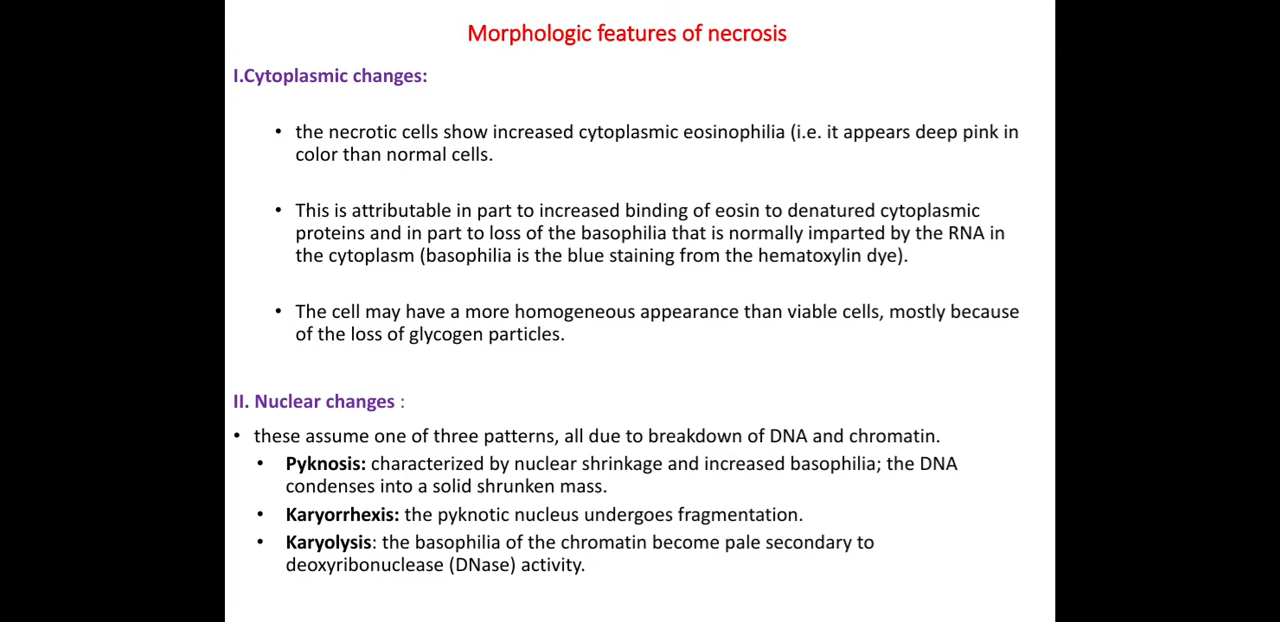 Morphologic features of necrosis
I.Cytoplasmic changes:
• the necrotic cells show increased cytoplasmic eosinophilia (i.e. it appears deep pink in
color than normal cells.
• This is attributable in part to increased binding of eosin to denatured cytoplasmic
proteins and in part to loss of the basophilia that is normally imparted by the RNA in
the cytoplasm (basophilia is the blue staining from the hematoxylin dye).
• The cell may have a more homogeneous appearance than viable cells, mostly because
of the loss of glycogen particles.
II. Nuclear changes :
• these assume one of three patterns, all due to breakdown of DNA and chromatin.
• Pyknosis: characterized by nuclear shrinkage and increased basophilia; the DNA
condenses into a solid shrunken mass.
• Karyorrhexis: the pyknotic nucleus undergoes fragmentation.
• Karyolysis: the basophilia of the chromatin become pale secondary to
deoxyribonuclease (DNase) activity.